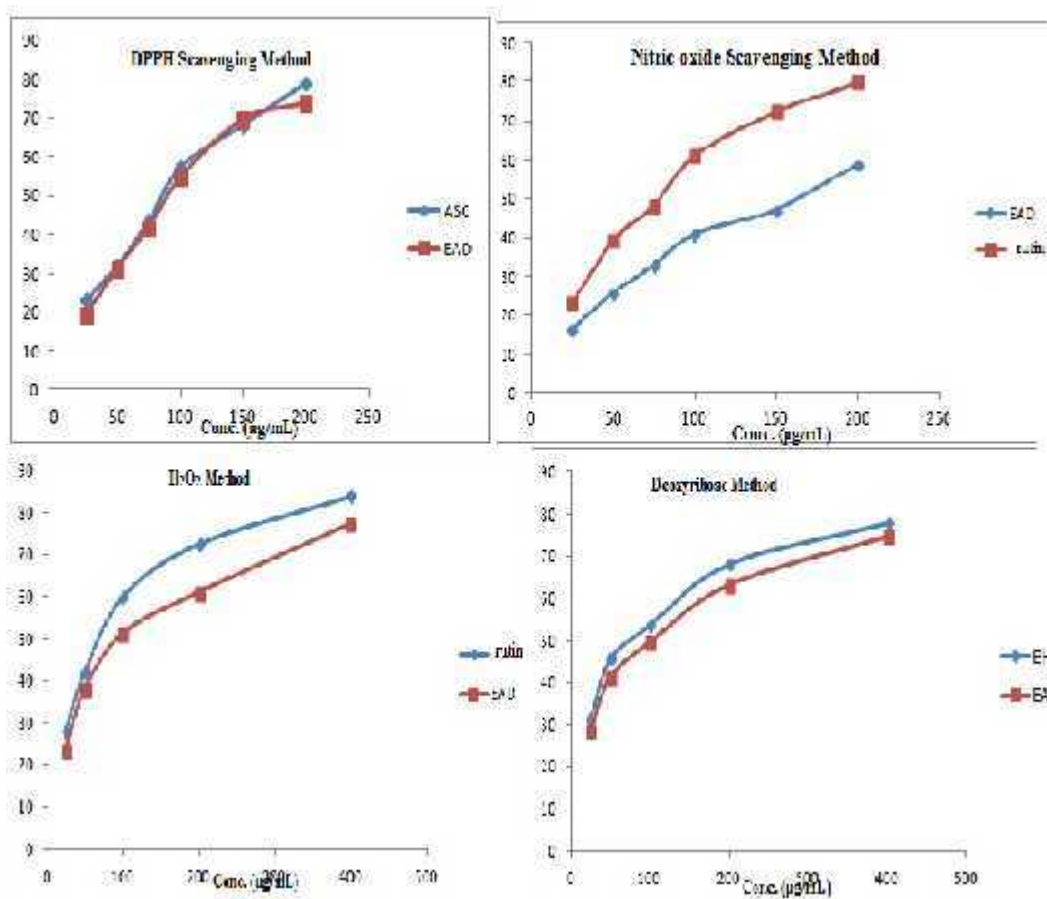 90
DPPH Scavenging Method
80
70
60
50
40
30
20
10
0
ASC
EAD
0 50 100 150 200 250
Conc. (µg/mL)
90
Nitric oxide Scavenging Method
80
70
60
50
40
30
20
10
0
EAD
rutin
0 50 100 150 200 250
Conc. (µg/mL)
90
H₂O₂ Method
80
70
60
50
40
30
20
10
0
rutin
EAD
0 100 200 400
Conc. (µg/mL)
90
Deoxyribose Method
80
70
60
50
40
30
20
10
0
EH
EA
0 100 200 400 500
Conc. (µg/mL)